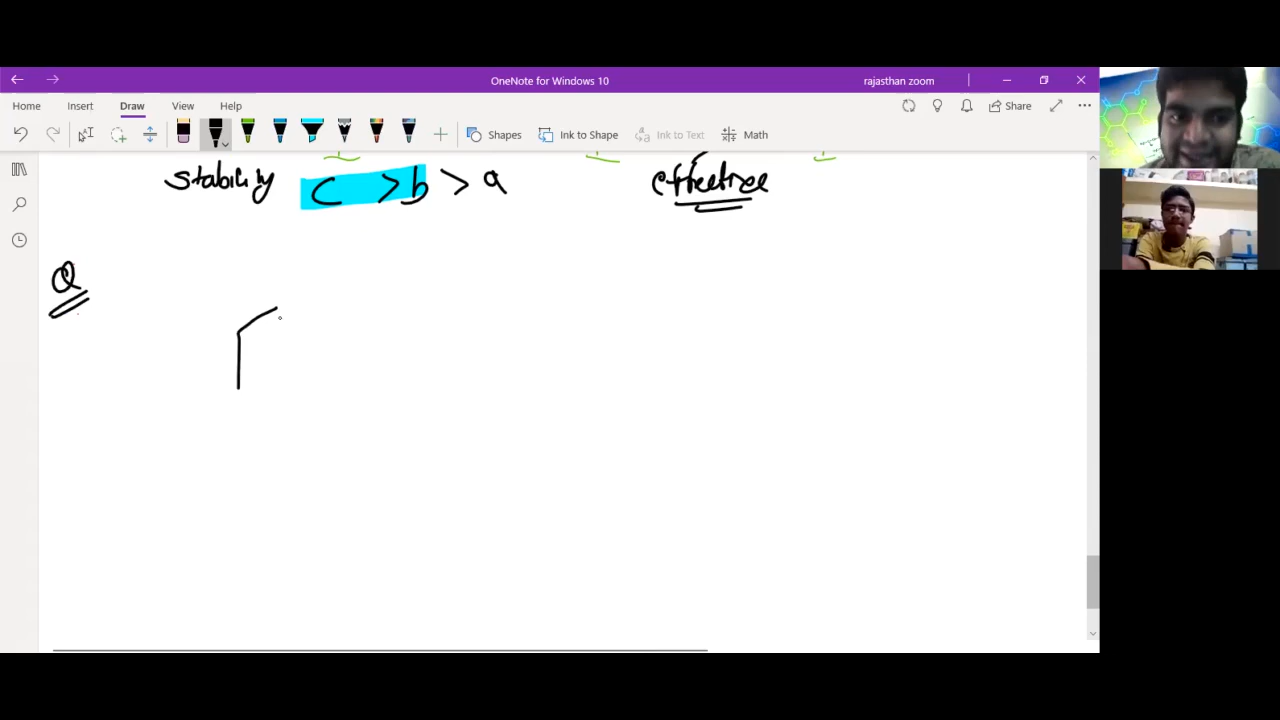 OneNote for Windows 10
rajasthan zoom
Home Insert Draw View Help
Share
Shapes Ink to Shape Ink to Text Math
Stability C > b > a
Q